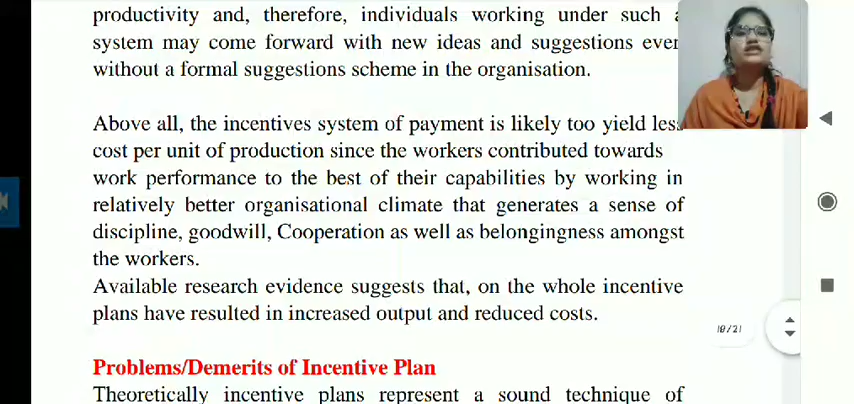 productivity and, therefore, individuals working under such
system may come forward with new ideas and suggestions
without a formal suggestions scheme in the organisation.
Above all, the incentives system of payment is likely too yield
cost per unit of production since the workers contributed towards
work performance to the best of their capabilities by working in
relatively better organisational climate that generates a sense of
discipline, goodwill, Cooperation as well as belongingness amongst
the workers.
Available research evidence suggests that, on the whole incentive
plans have resulted in increased output and reduced costs.
18/21
Problems/Demerits of Incentive Plan
Theoretically incentive plans represent a sound technique of